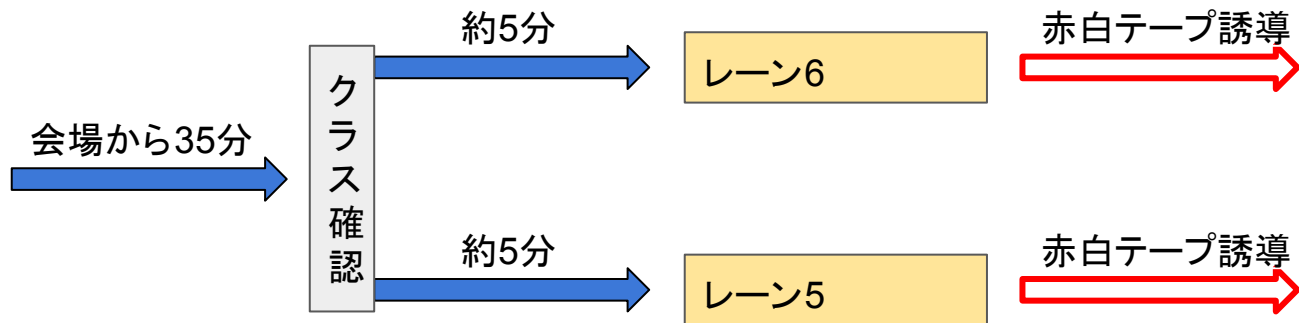 約5分
赤白テープ誘導
レーン6
クラス確認
会場から35分
約5分
赤白テープ誘導
レーン5